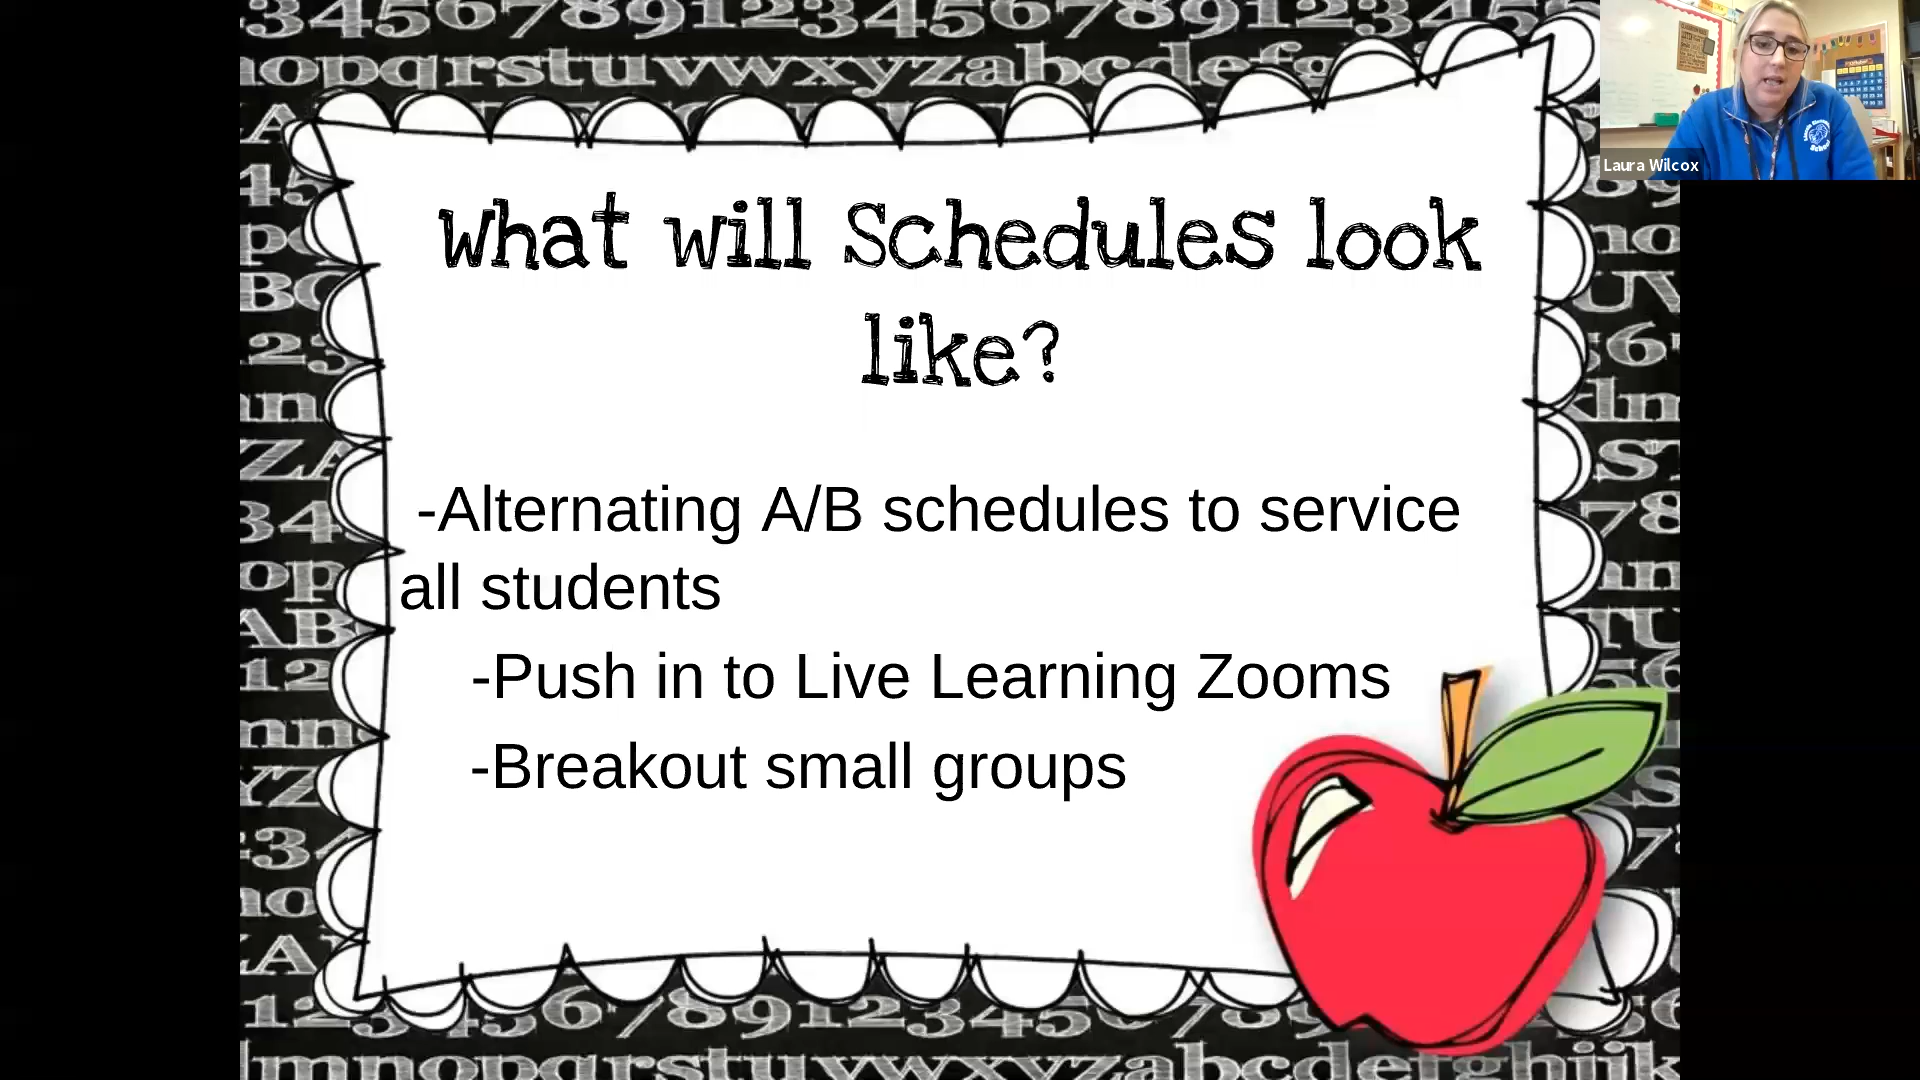 What will Schedules look
like?
-Alternating A/B schedules to service
all students
-Push in to Live Learning Zooms
-Breakout small groups
Laura Wilcox